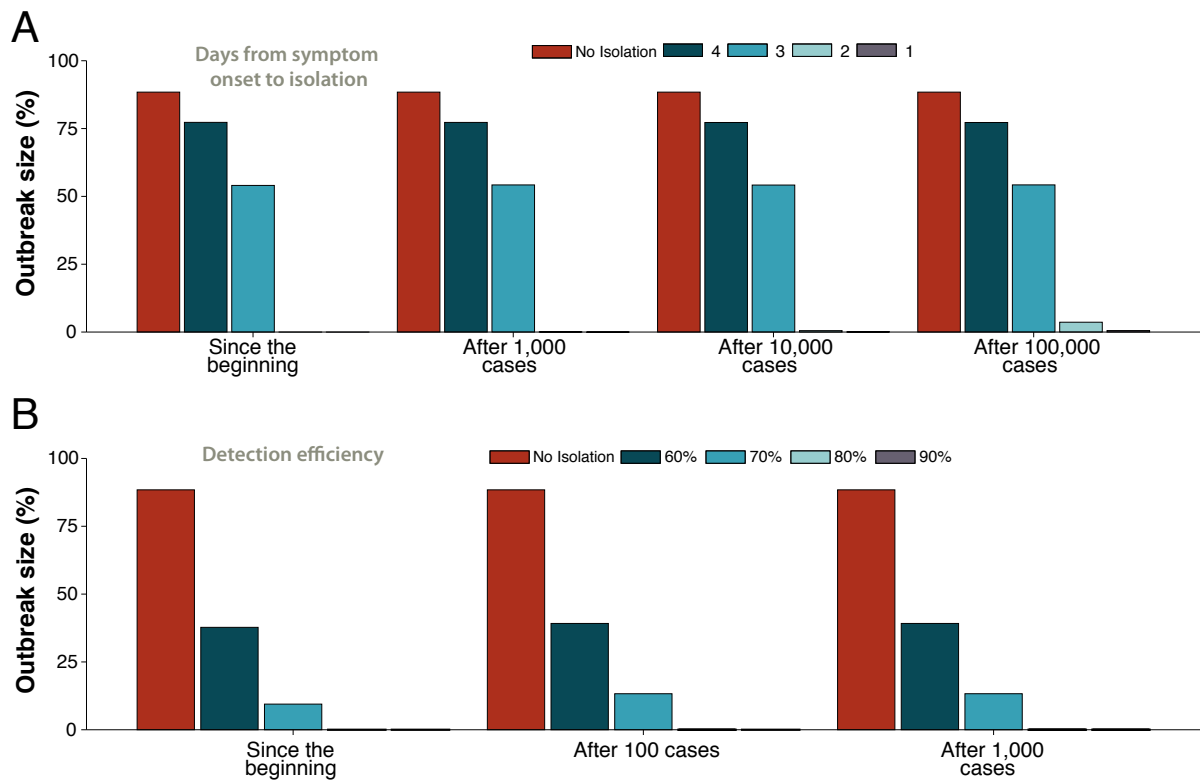 A
Days from symptom
onset to isolation
No Isolation 4 3 2 1
Outbreak size (%)
100
75
50
25
0
Since the
beginning
After 1,000
cases
After 10,000
cases
After 100,000
cases
B
Detection efficiency
No Isolation 60% 70% 80% 90%
Outbreak size (%)
100
75
50
25
0
Since the
beginning
After 100 cases
After 1,000
cases